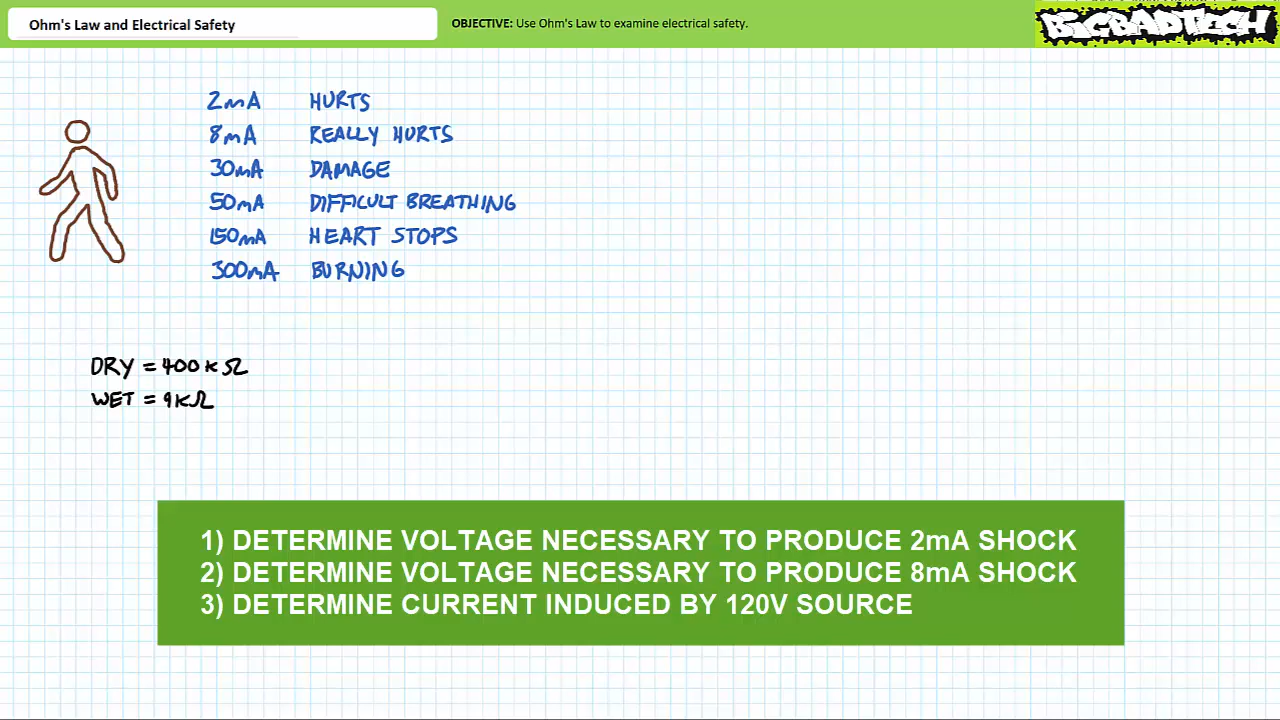 Ohm's Law and Electrical Safety
OBJECTIVE: Use Ohm's Law to examine electrical safety.
BIGBADTECH
2mA HURTS
8mA REALLY HURTS
30mA DAMAGE
50mA DIFFICULT BREATHING
150mA HEART STOPS
300mA BURNING
DRY = 400kΩ
WET = 9kΩ
1) DETERMINE VOLTAGE NECESSARY TO PRODUCE 2mA SHOCK
2) DETERMINE VOLTAGE NECESSARY TO PRODUCE 8mA SHOCK
3) DETERMINE CURRENT INDUCED BY 120V SOURCE